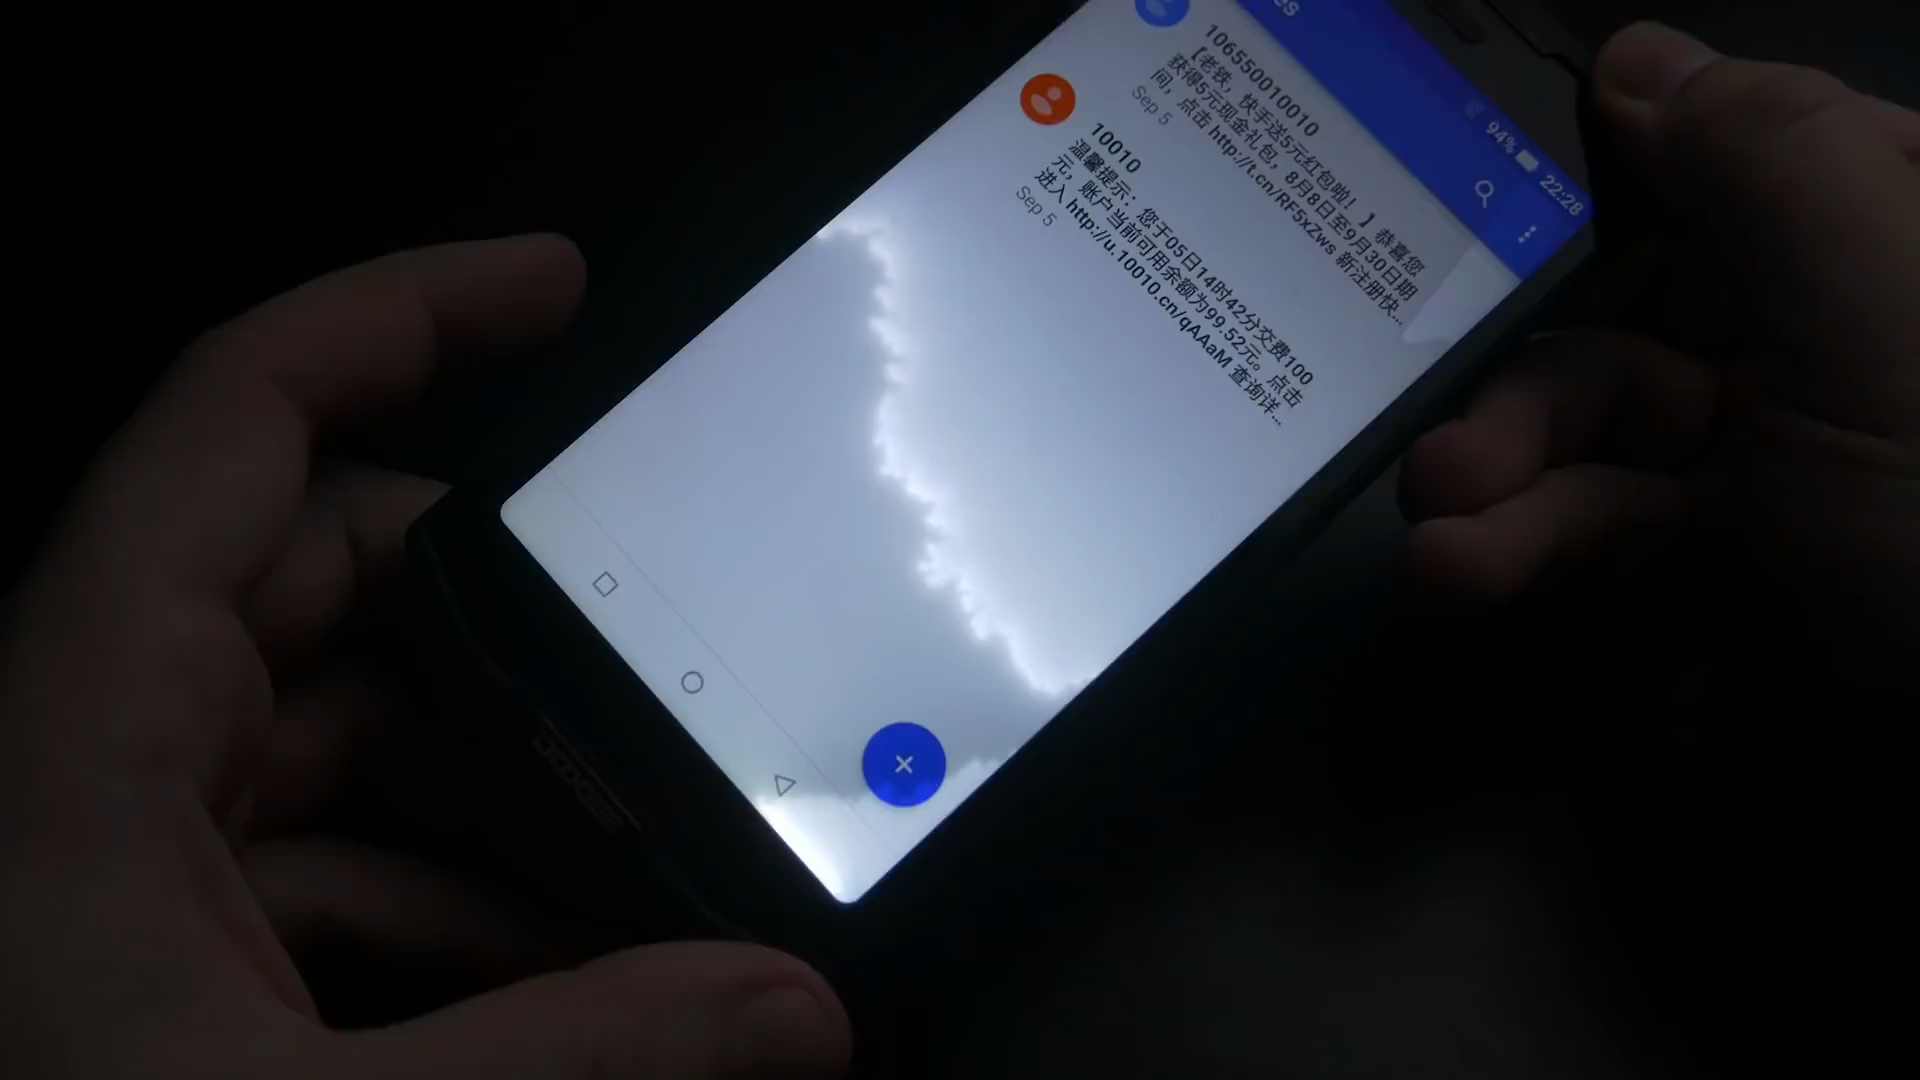 es
94%
22:28
10655010010
【老铁，快手送5元红包啦！】恭喜您
获得5元现金礼包，8月8日至9月30日期
间，点击 http://t.cn/RF5xZws 新注册快...
Sep 5
10010
温馨提示：您于05日14时42分交费100
元，账户当前可用余额为99.52元。点击
进入 http://u.10010.cn/qAAaM 查询详...
Sep 5
DOOGEE